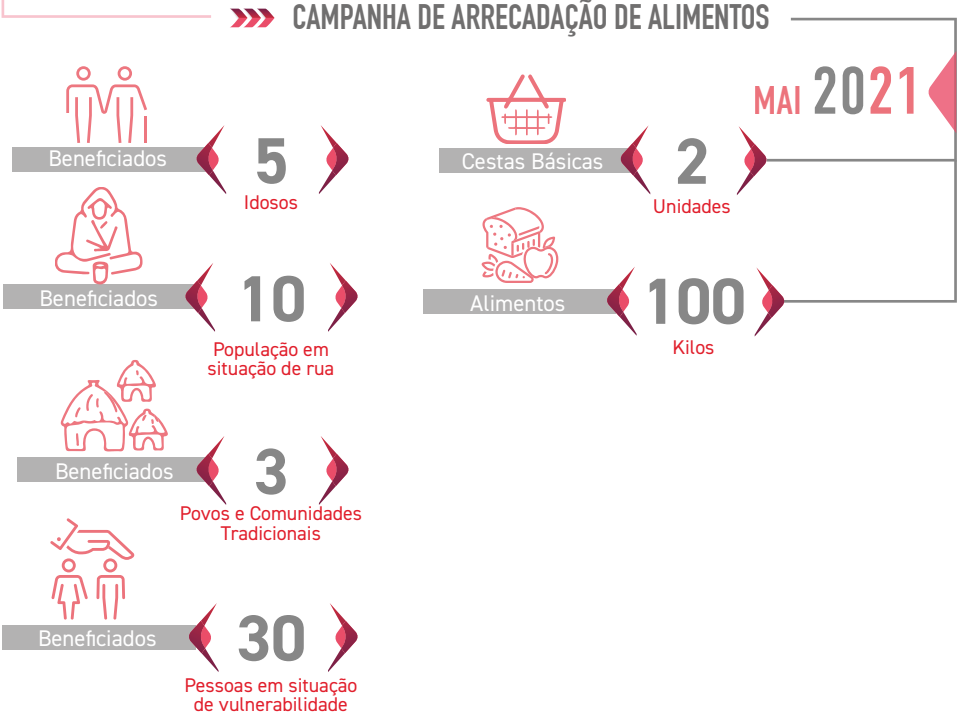 CAMPANHA DE ARRECADAÇÃO DE ALIMENTOS
MAI 2021
Beneficiados
5
Idosos
Beneficiados
10
População em
situação de rua
Beneficiados
3
Povos e Comunidades
Tradicionais
Beneficiados
30
Pessoas em situação
de vulnerabilidade
Cestas Básicas
2
Unidades
Alimentos
100
Kilos